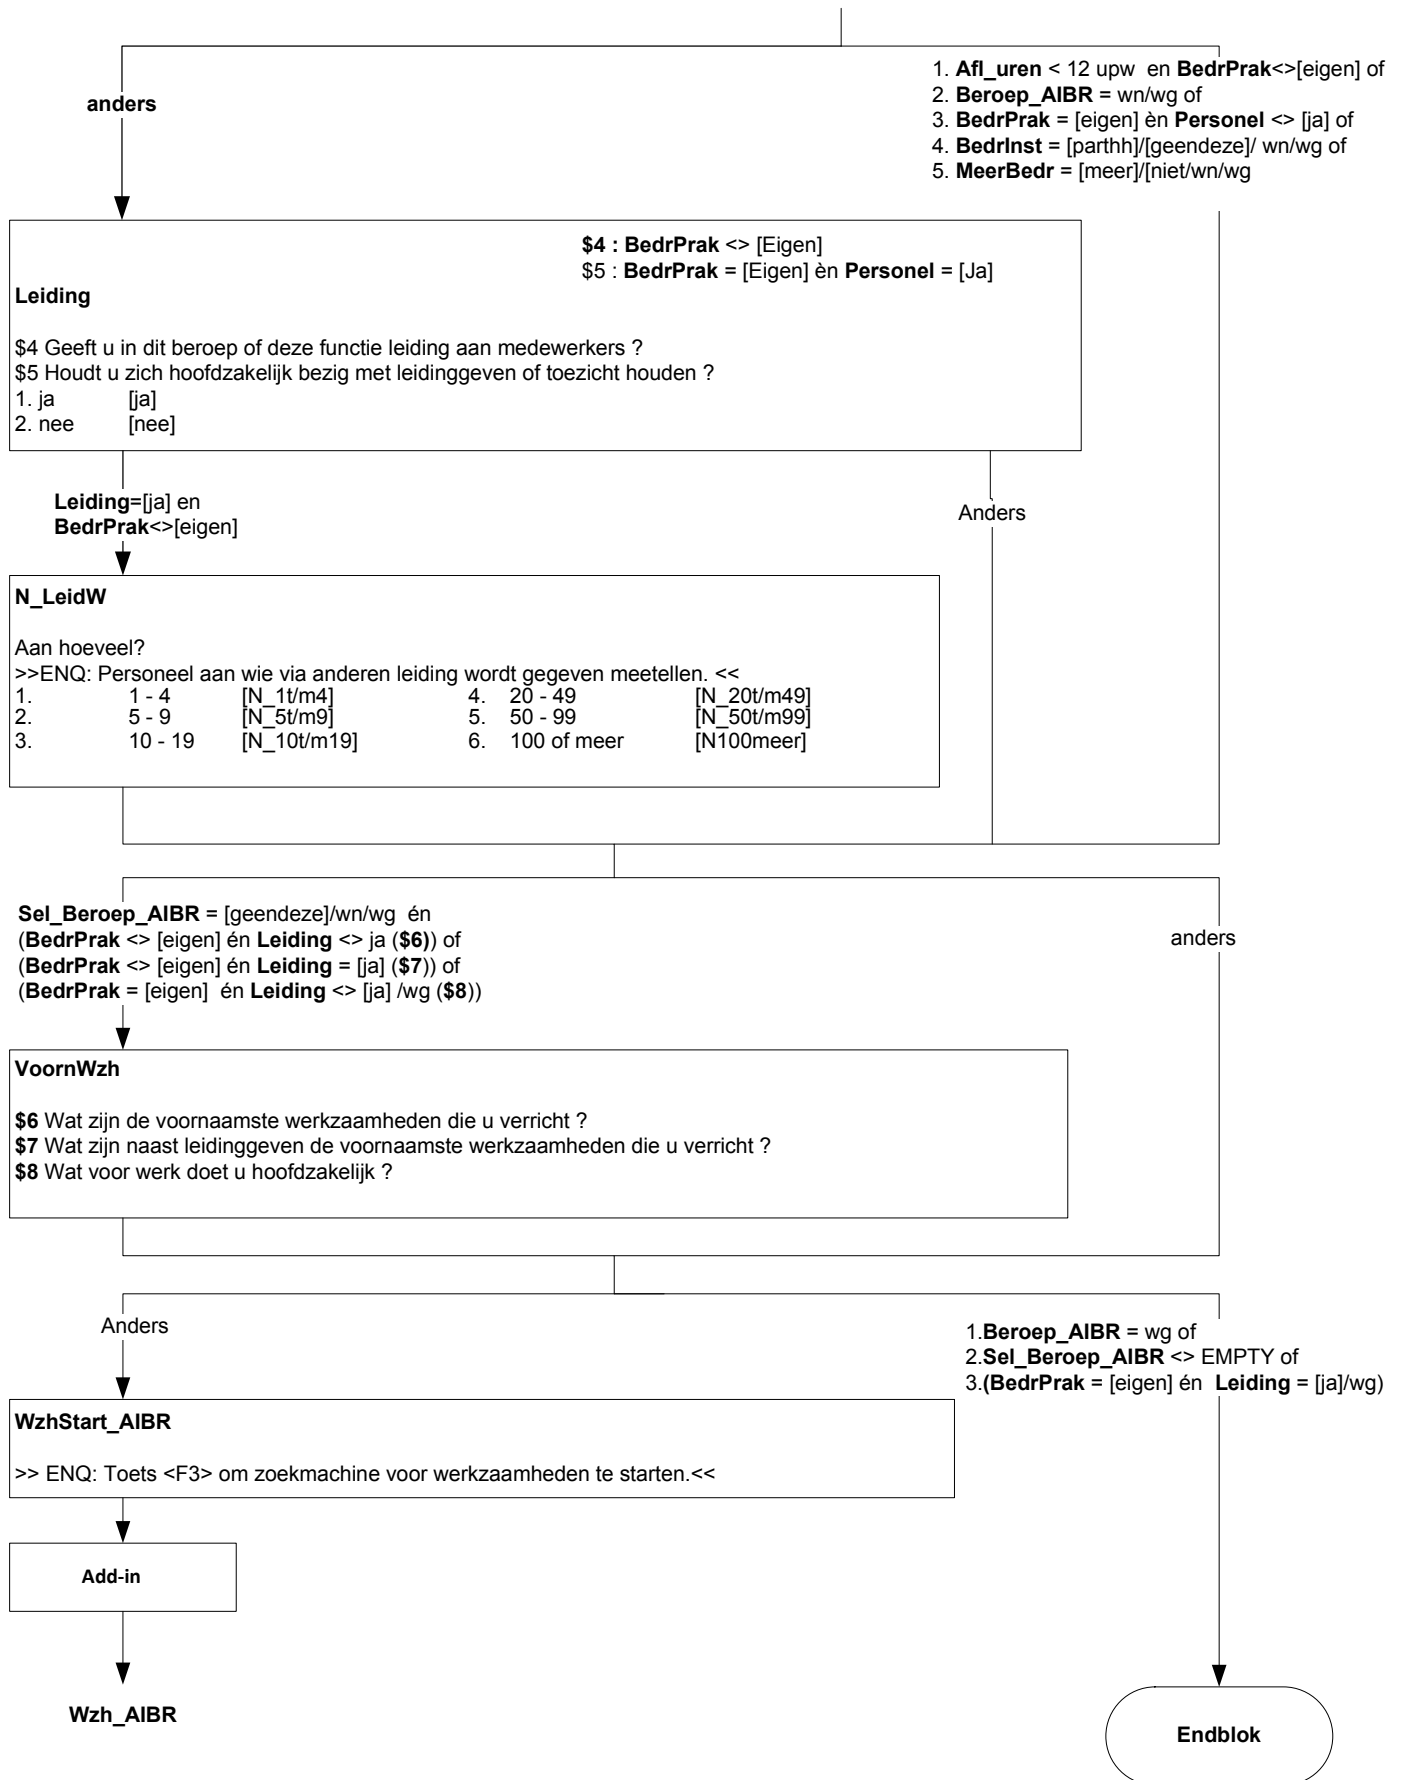 anders
1. Afl_uren < 12 upw en BedrPrak<>[eigen] of
2. Beroep_AIBR = wn/wg of
3. BedrPrak = [eigen] èn Personel <> [ja] of
4. BedrInst = [parthh]/[geendeze]/ wn/wg of
5. MeerBedr = [meer]/[niet/wn/wg
$4 : BedrPrak <> [Eigen]
$5 : BedrPrak = [Eigen] èn Personel = [Ja]
Leiding
$4 Geeft u in dit beroep of deze functie leiding aan medewerkers ?
$5 Houdt u zich hoofdzakelijk bezig met leidinggeven of toezicht houden ?
1. ja [ja]
2. nee [nee]
Leiding=[ja] en
BedrPrak<>[eigen]
Anders
N_LeidW
Aan hoeveel?
>>ENQ: Personeel aan wie via anderen leiding wordt gegeven meetellen. <<
1. 1 - 4 [N_1t/m4] 4. 20 - 49 [N_20t/m49]
2. 5 - 9 [N_5t/m9] 5. 50 - 99 [N_50t/m99]
3. 10 - 19 [N_10t/m19] 6. 100 of meer [N100meer]
Sel_Beroep_AIBR = [geendeze]/wn/wg én
(BedrPrak <> [eigen] én Leiding <> ja ($6)) of
(BedrPrak <> [eigen] én Leiding = [ja] ($7)) of
(BedrPrak = [eigen] én Leiding <> [ja] /wg ($8))
anders
VoornWzh
$6 Wat zijn de voornaamste werkzaamheden die u verricht ?
$7 Wat zijn naast leidinggeven de voornaamste werkzaamheden die u verricht ?
$8 Wat voor werk doet u hoofdzakelijk ?
Anders
1.Beroep_AIBR = wg of
2.Sel_Beroep_AIBR <> EMPTY of
3.(BedrPrak = [eigen] én Leiding = [ja]/wg)
WzhStart_AIBR
>> ENQ: Toets <F3> om zoekmachine voor werkzaamheden te starten.<<
Add-in
Wzh_AIBR
Endblok